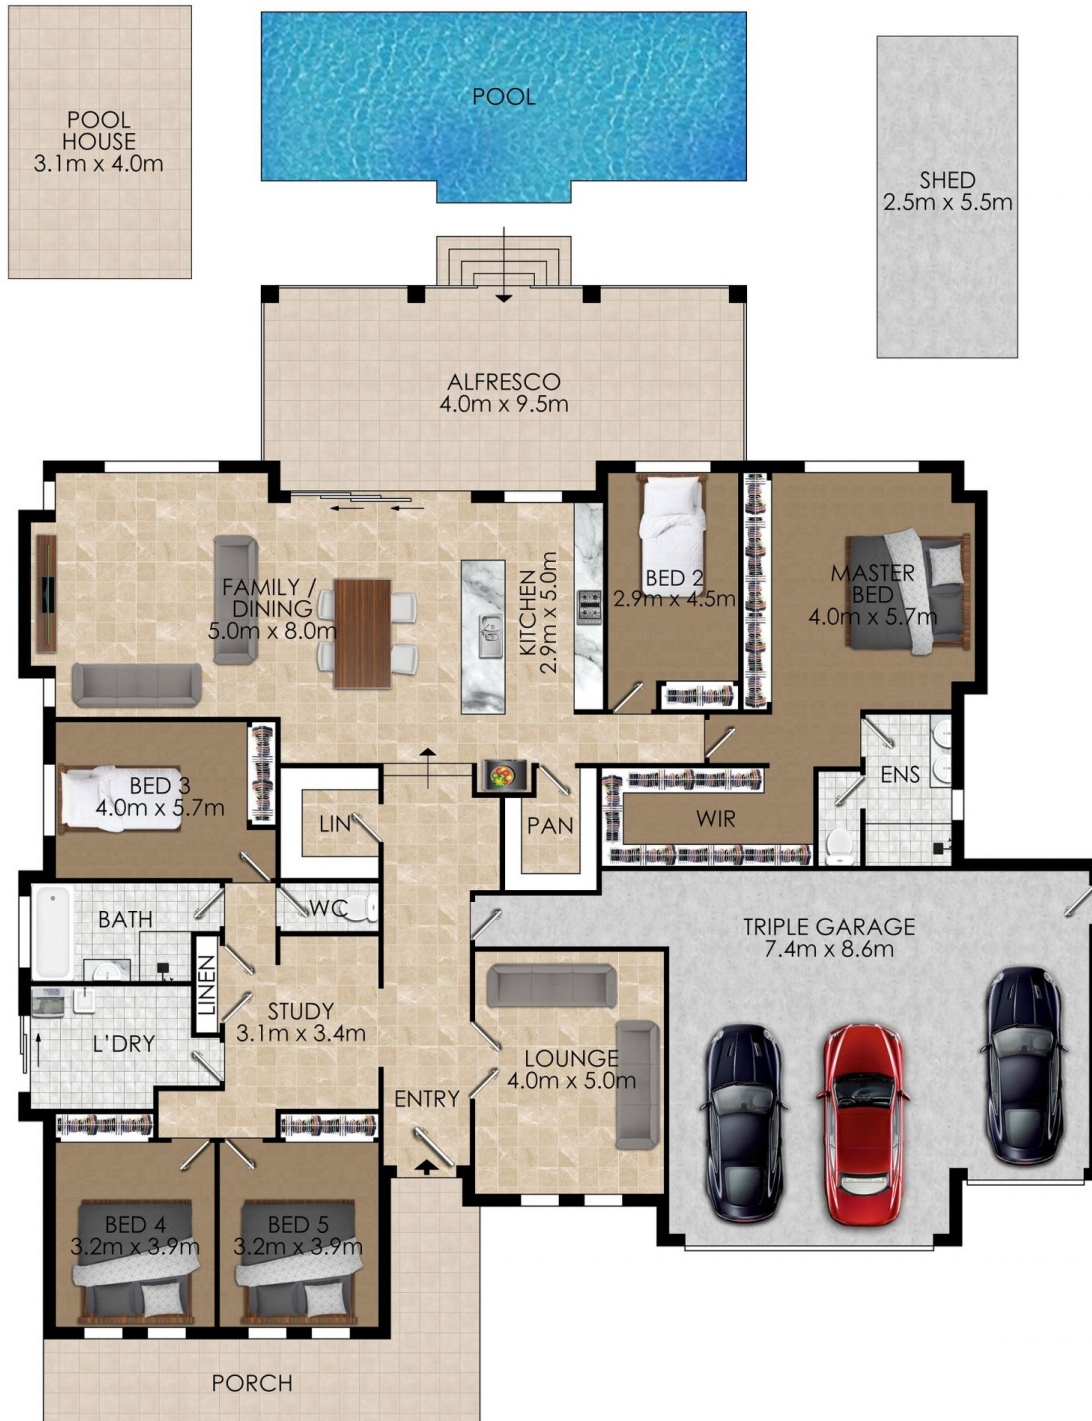 POOL
HOUSE
3.1m x 4.0m
POOL
SHED
2.5m x 5.5m
ALFRESCO
4.0m x 9.5m
FAMILY /
DINING
5.0m x 8.0m
KITCHEN
2.9m x 5.0m
BED 2
2.9m x 4.5m
MASTER
BED
4.0m x 5.7m
BED 3
4.0m x 5.7m
LIN
PAN
WIR
ENS
BATH
WC
LINEN
L'DRY
STUDY
3.1m x 3.4m
ENTRY
LOUNGE
4.0m x 5.0m
TRIPLE GARAGE
7.4m x 8.6m
BED 4
3.2m x 3.9m
BED 5
3.2m x 3.9m
PORCH